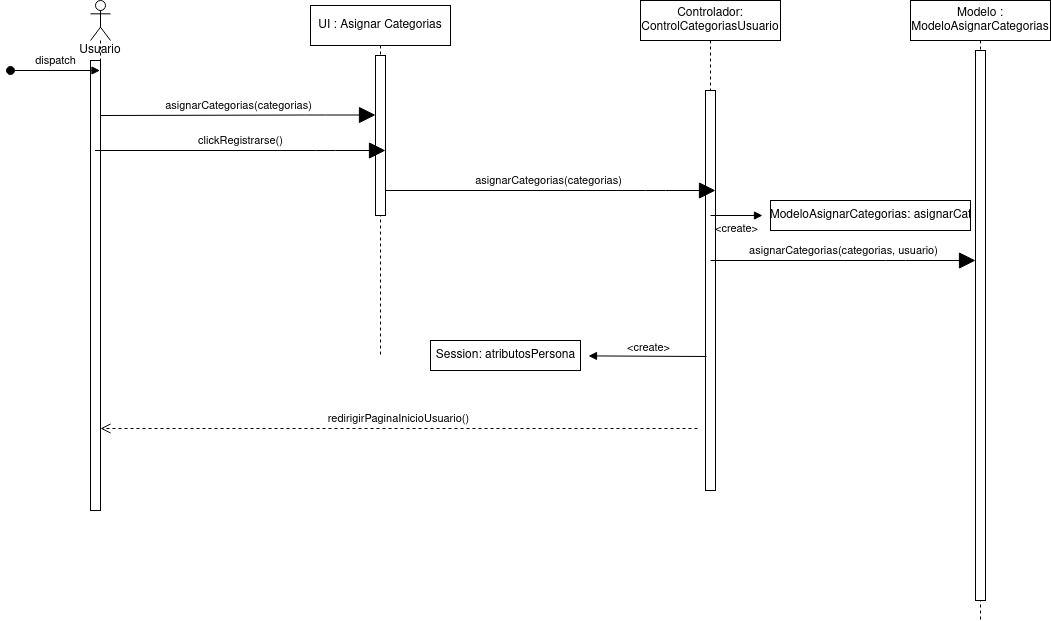 Usuario
UI : Asignar Categorias
Controlador:
ControlCategoriasUsuario
Modelo :
ModeloAsignarCategorias
dispatch
asignarCategorias(categorias)
clickRegistrarse()
asignarCategorias(categorias)
ModeloAsignarCategorias: asignarCat
<create>
asignarCategorias(categorias, usuario)
<create>
Session: atributosPersona
redirigirPaginaInicioUsuario()